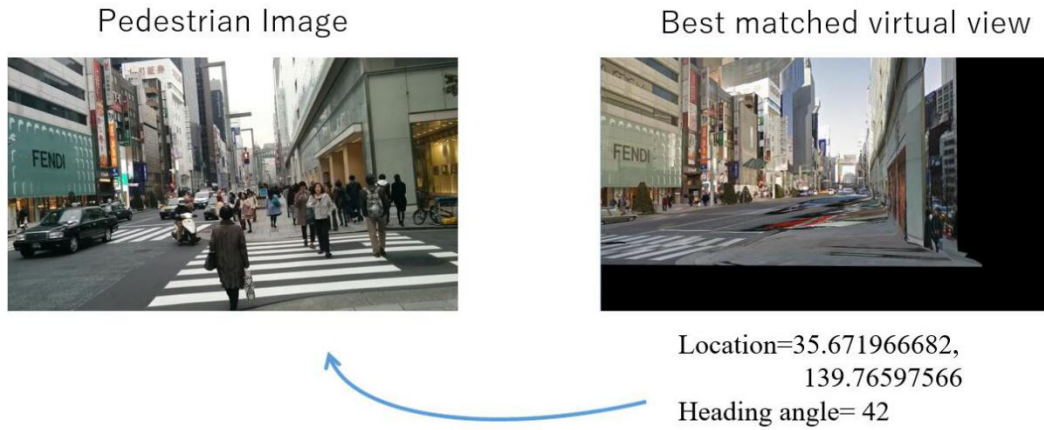 Pedestrian Image
Best matched virtual view
FENDI
FENDI
Location=35.671966682,
139.76597566
Heading angle= 42